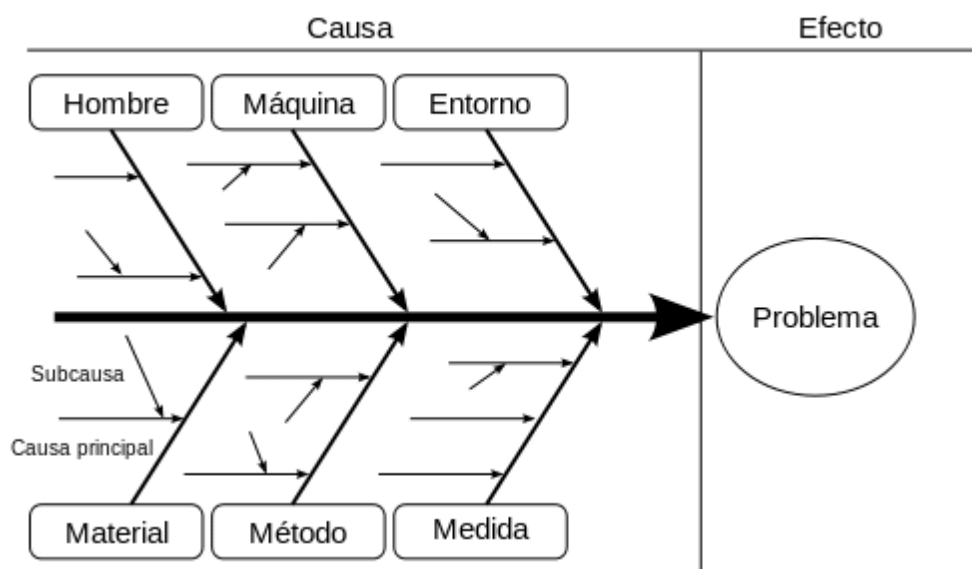 Causa
Efecto
Hombre
Máquina
Entorno
Problema
Subcausa
Causa principal
Material
Método
Medida